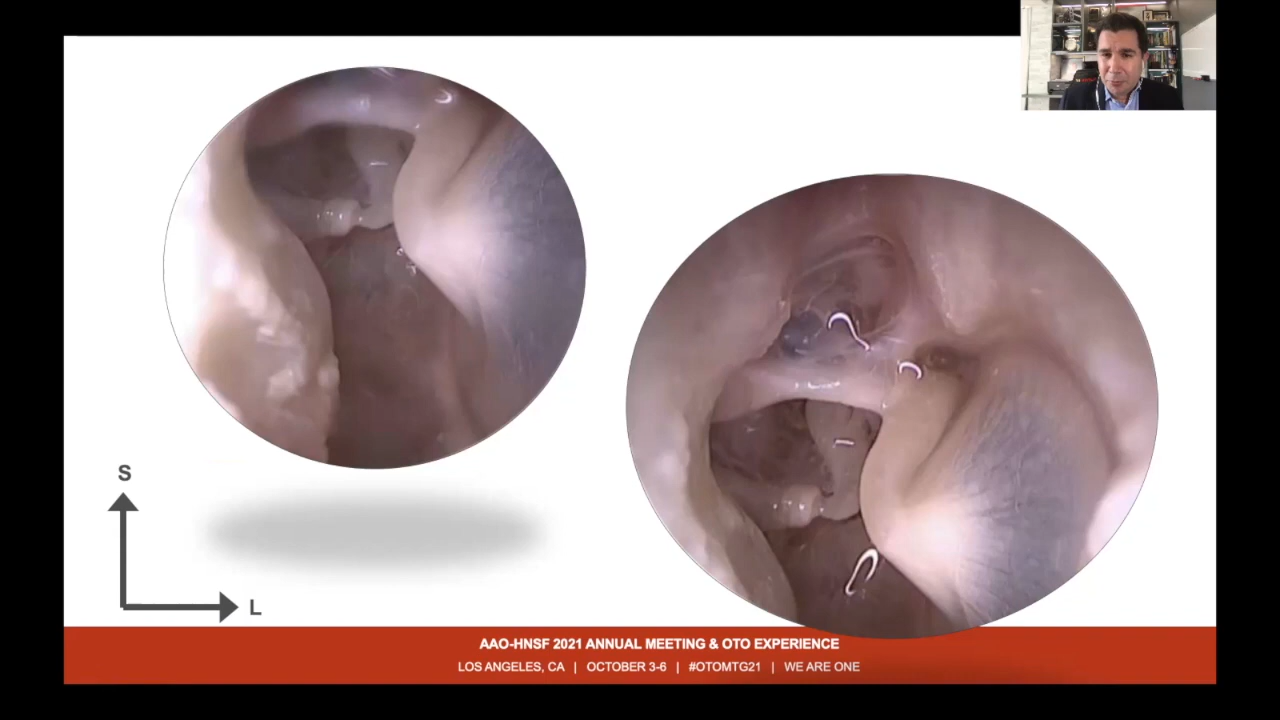 S
L
AAO-HNSF 2021 ANNUAL MEETING & OTO EXPERIENCE
LOS ANGELES, CA | OCTOBER 3-6 | #OTOMTG21 | WE ARE ONE